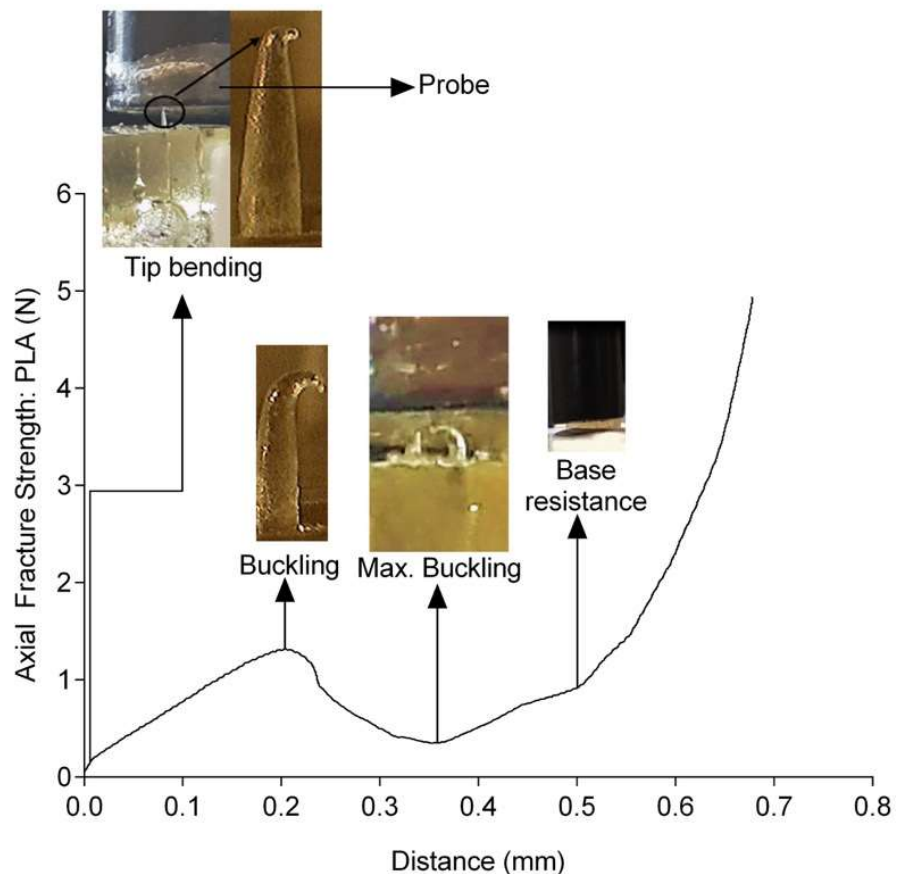 Probe
6
Tip bending
5
4
3
Base
resistance
Buckling
Max. Buckling
2
1
0
Axial Fracture Strength: PLA (N)
0.0 0.1 0.2 0.3 0.4 0.5 0.6 0.7 0.8
Distance (mm)